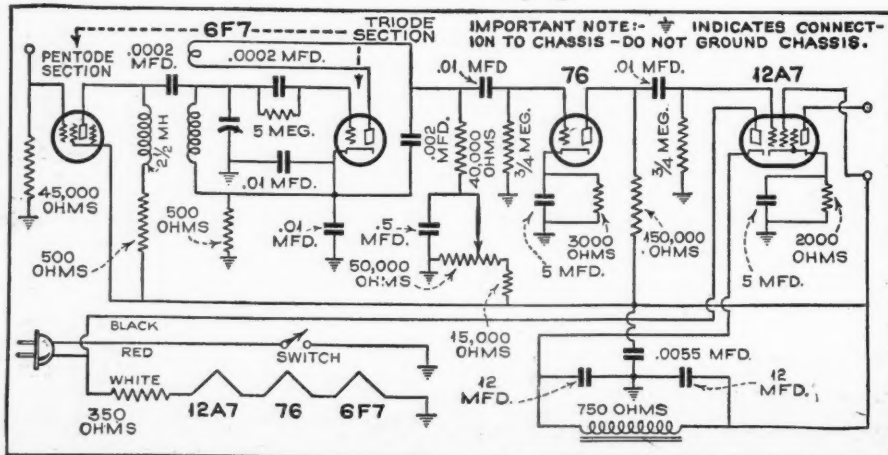 6F7
TRIODE
SECTION
IMPORTANT NOTE:- INDICATES CONNECT-
ION TO CHASSIS - DO NOT GROUND CHASSIS.
PENTODE
SECTION
.0002
MFD.
.0002 MFD.
.01
MFD.
76
.01 MFD.
12A7
2½ MH
5 MEG.
.01 MFD.
.002
MFD.
40,000
OHMS
¾ MEG.
¾ MEG.
45,000
OHMS
500
OHMS
500
OHMS
.01
MFD.
.5
MFD.
50,000
OHMS
3000
OHMS
5 MFD.
150,000
OHMS
2000
OHMS
5 MFD.
15,000
OHMS
BLACK
RED
SWITCH
.0055 MFD.
WHITE
350
OHMS
12A7
76
6F7
12
MFD.
12
MFD.
750 OHMS